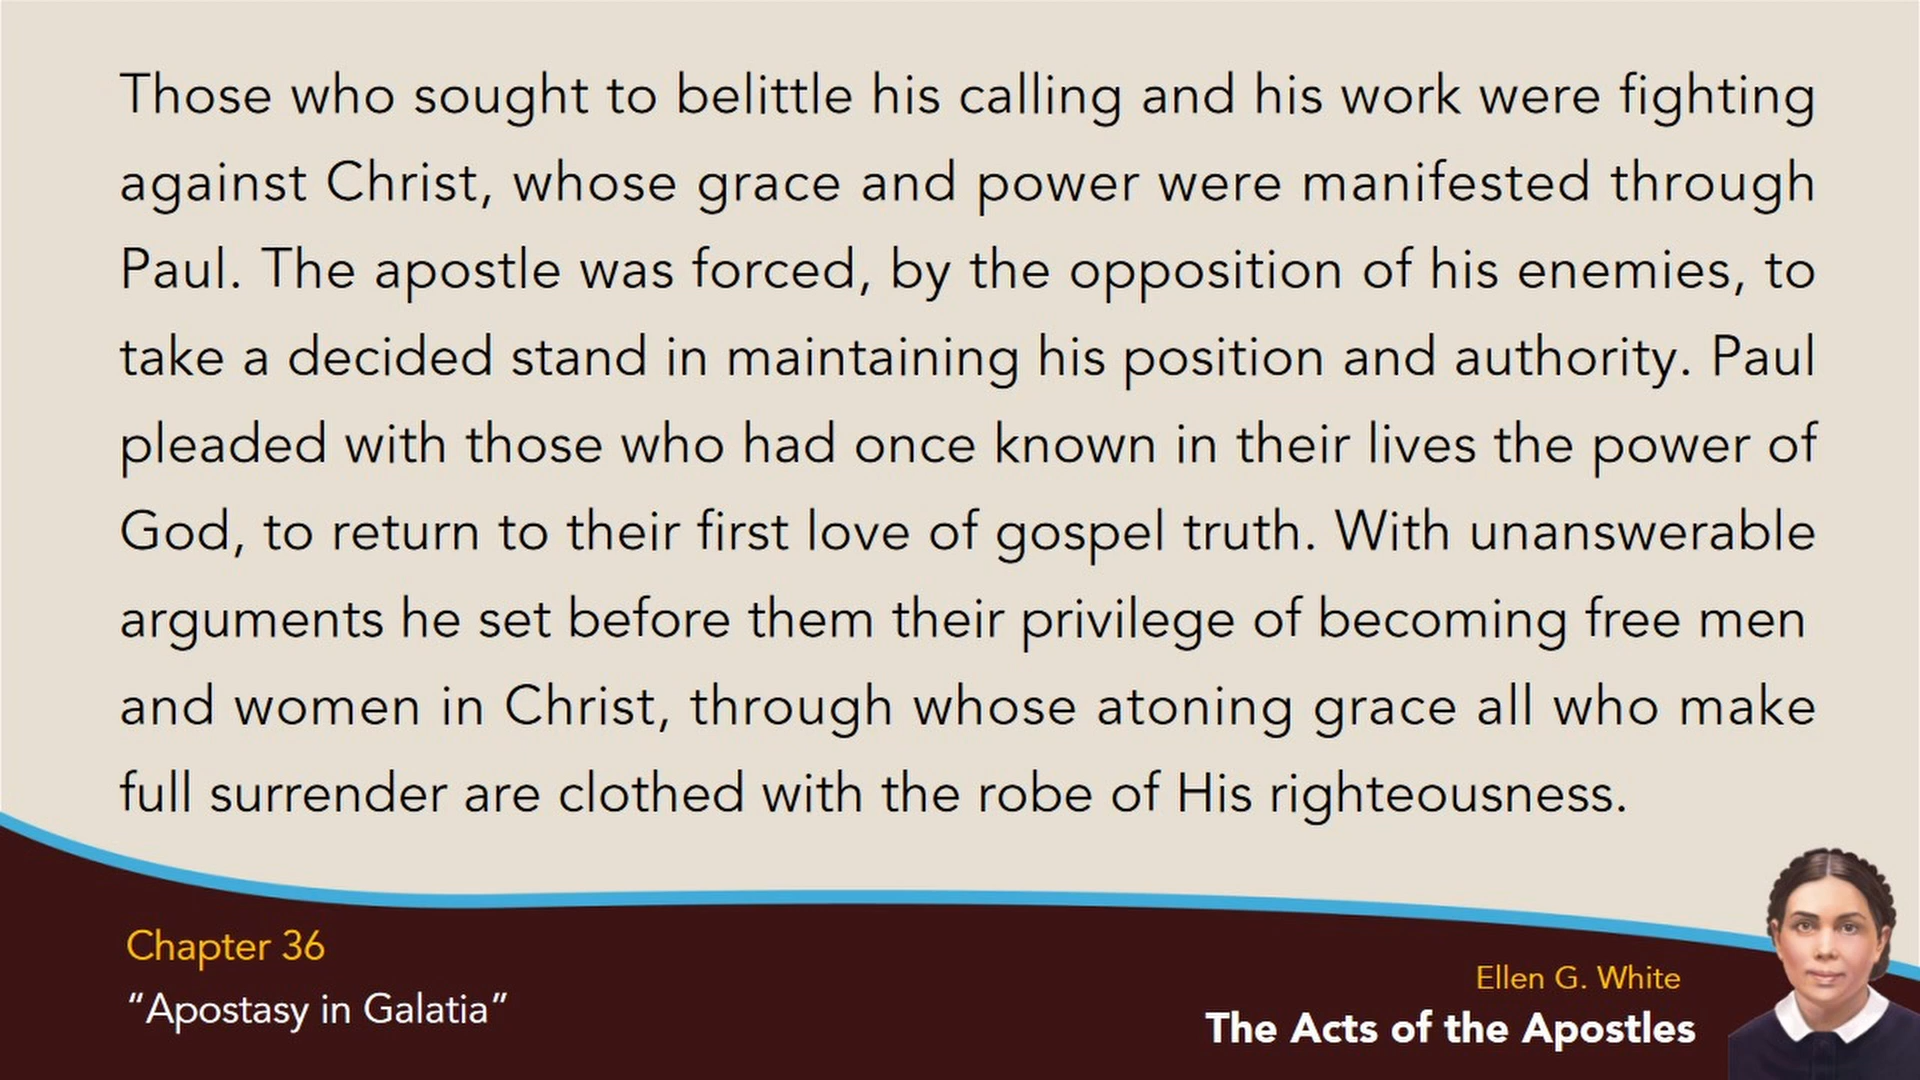 Those who sought to belittle his calling and his work were fighting
against Christ, whose grace and power were manifested through
Paul. The apostle was forced, by the opposition of his enemies, to
take a decided stand in maintaining his position and authority. Paul
pleaded with those who had once known in their lives the power of
God, to return to their first love of gospel truth. With unanswerable
arguments he set before them their privilege of becoming free men
and women in Christ, through whose atoning grace all who make
full surrender are clothed with the robe of His righteousness.
Chapter 36
“Apostasy in Galatia”
Ellen G. White
The Acts of the Apostles